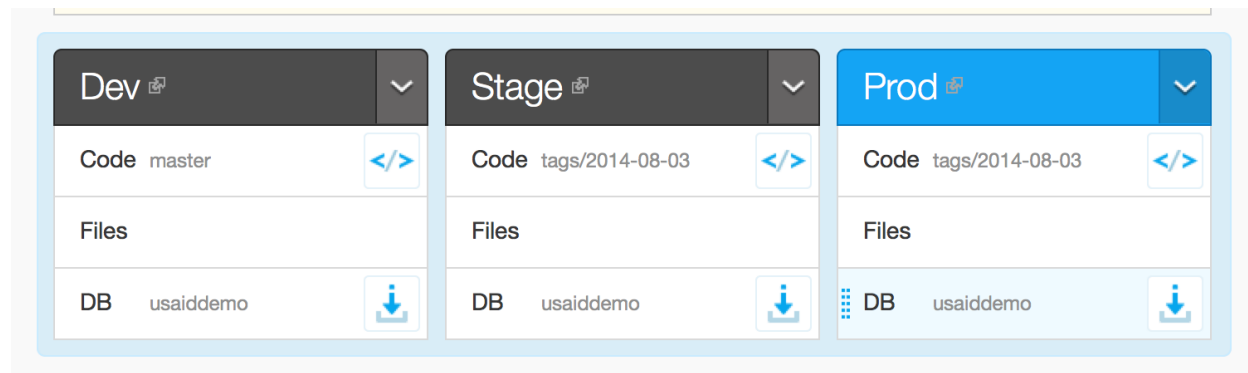 Dev
Code master </>
Files
DB usaiddemo
Stage
Code tags/2014-08-03 </>
Files
DB usaiddemo
Prod
Code tags/2014-08-03 </>
Files
DB usaiddemo